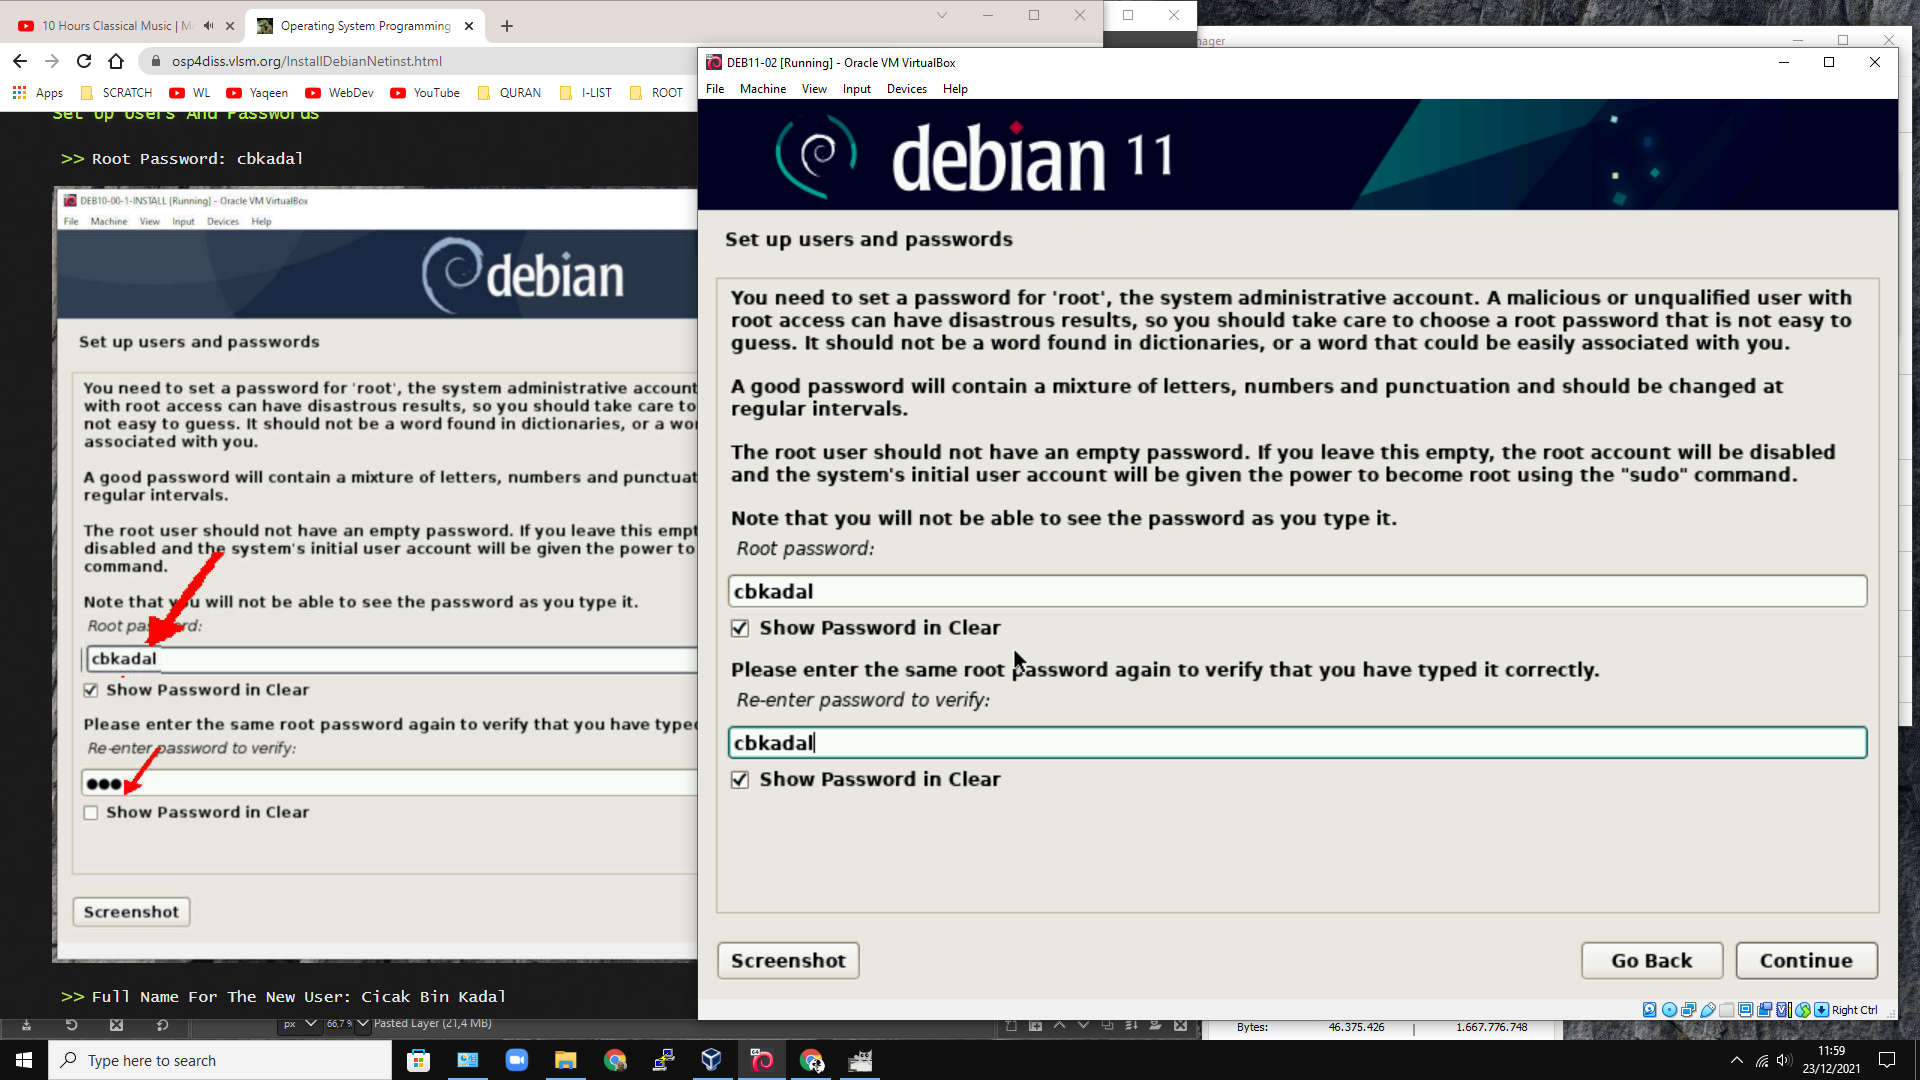 10 Hours Classical Music | M
Operating System Programming
osp4diss.vlsm.org/InstallDebianNetinst.html
Apps
SCRATCH
WL
Yaqeen
WebDev
YouTube
QURAN
I-LIST
ROOT
Set Up Users And Passwords
>> Root Password: cbkadal
DEB10-00-1-INSTALL [Running] - Oracle VM VirtualBox
File Machine View Input Devices Help
debian
Set up users and passwords
You need to set a password for 'root', the system administrative account
with root access can have disastrous results, so you should take care to
not easy to guess. It should not be a word found in dictionaries, or a wor
associated with you.
A good password will contain a mixture of letters, numbers and punctuat
regular intervals.
The root user should not have an empty password. If you leave this empt
disabled and the system's initial user account will be given the power to
command.
Note that you will not be able to see the password as you type it.
Root password:
cbkadal
Show Password in Clear
Please enter the same root password again to verify that you have typed
Re-enter password to verify:
Show Password in Clear
Screenshot
>> Full Name For The New User: Cicak Bin Kadal
px
66,7 %
Pasted Layer (21,4 MB)
nager
DEB11-02 [Running] - Oracle VM VirtualBox
File Machine View Input Devices Help
debian 11
Set up users and passwords
You need to set a password for 'root', the system administrative account. A malicious or unqualified user with
root access can have disastrous results, so you should take care to choose a root password that is not easy to
guess. It should not be a word found in dictionaries, or a word that could be easily associated with you.
A good password will contain a mixture of letters, numbers and punctuation and should be changed at
regular intervals.
The root user should not have an empty password. If you leave this empty, the root account will be disabled
and the system's initial user account will be given the power to become root using the "sudo" command.
Note that you will not be able to see the password as you type it.
Root password:
cbkadal
Show Password in Clear
Please enter the same root password again to verify that you have typed it correctly.
Re-enter password to verify:
cbkadal
Show Password in Clear
Screenshot
Go Back
Continue
Right Ctrl
Bytes: 46.375.426 | 1.667.776.748
Type here to search
11:59
23/12/2021